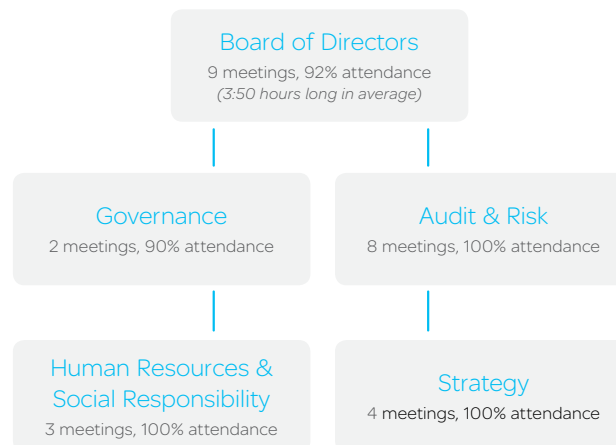 Board of Directors
9 meetings, 92% attendance
(3:50 hours long in average)
Governance
2 meetings, 90% attendance
Audit & Risk
8 meetings, 100% attendance
Human Resources &
Social Responsibility
3 meetings, 100% attendance
Strategy
4 meetings, 100% attendance